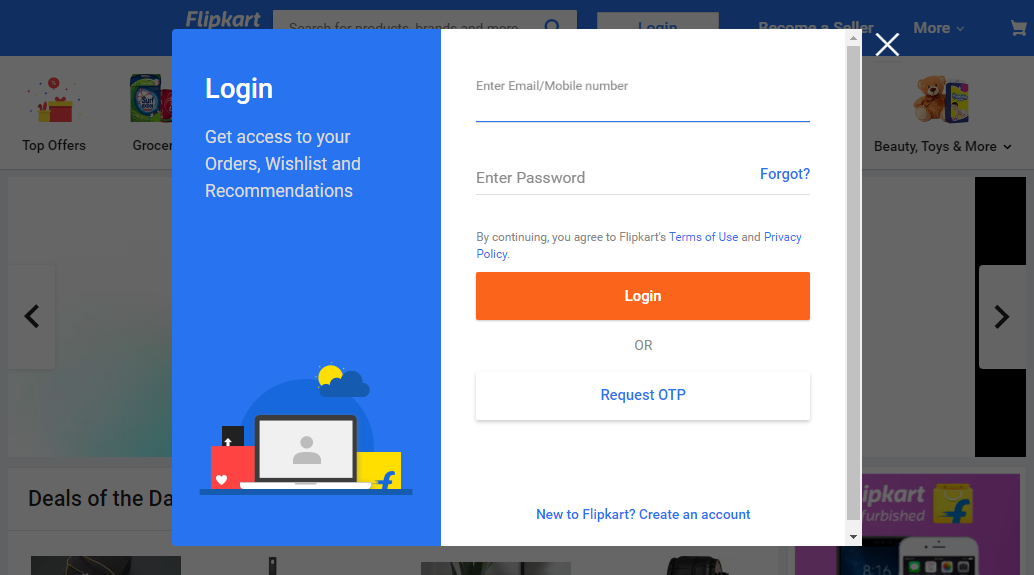 Flipkart
Search for products, brands and more
Login
Become a Seller
More
Top Offers
Beauty, Toys & More
Login
Get access to your
Orders, Wishlist and
Recommendations
Enter Email/Mobile number
Enter Password
Forgot?
By continuing, you agree to Flipkart's Terms of Use and Privacy
Policy.
Login
OR
Request OTP
New to Flipkart? Create an account
Deals of the Da
ipkart
furbished
8:16